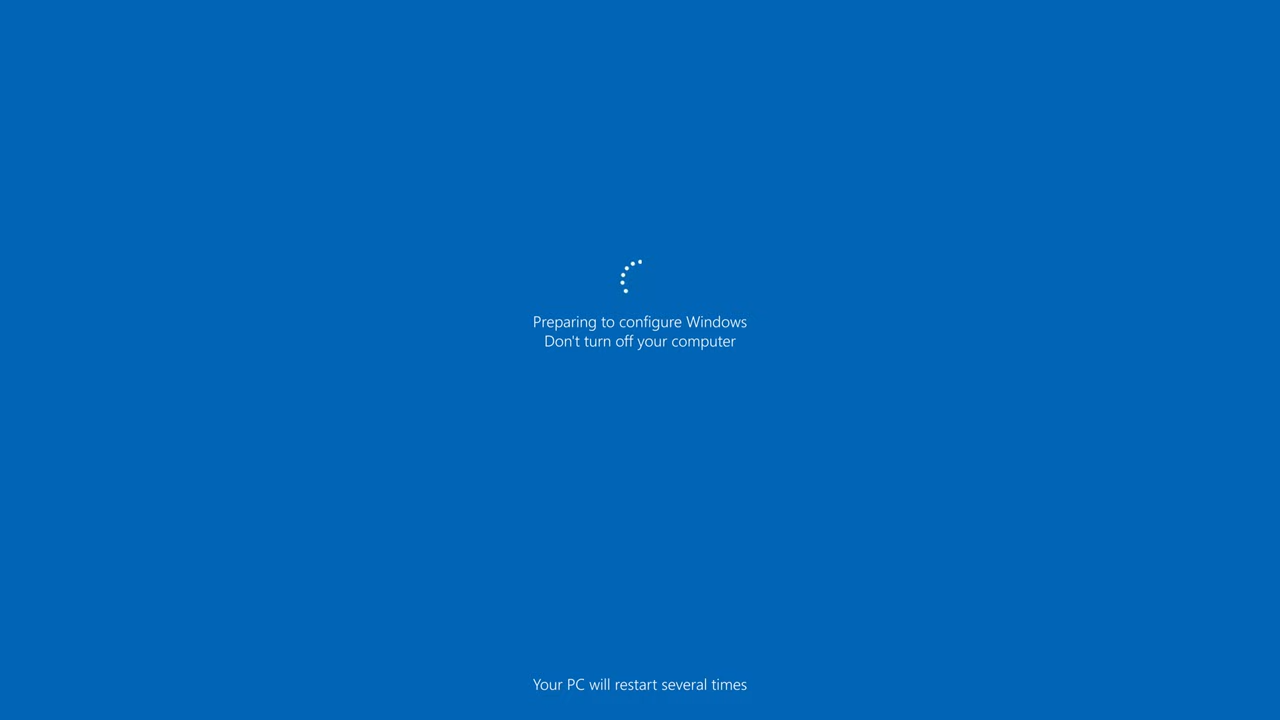 Preparing to configure Windows
Don't turn off your computer
Your PC will restart several times